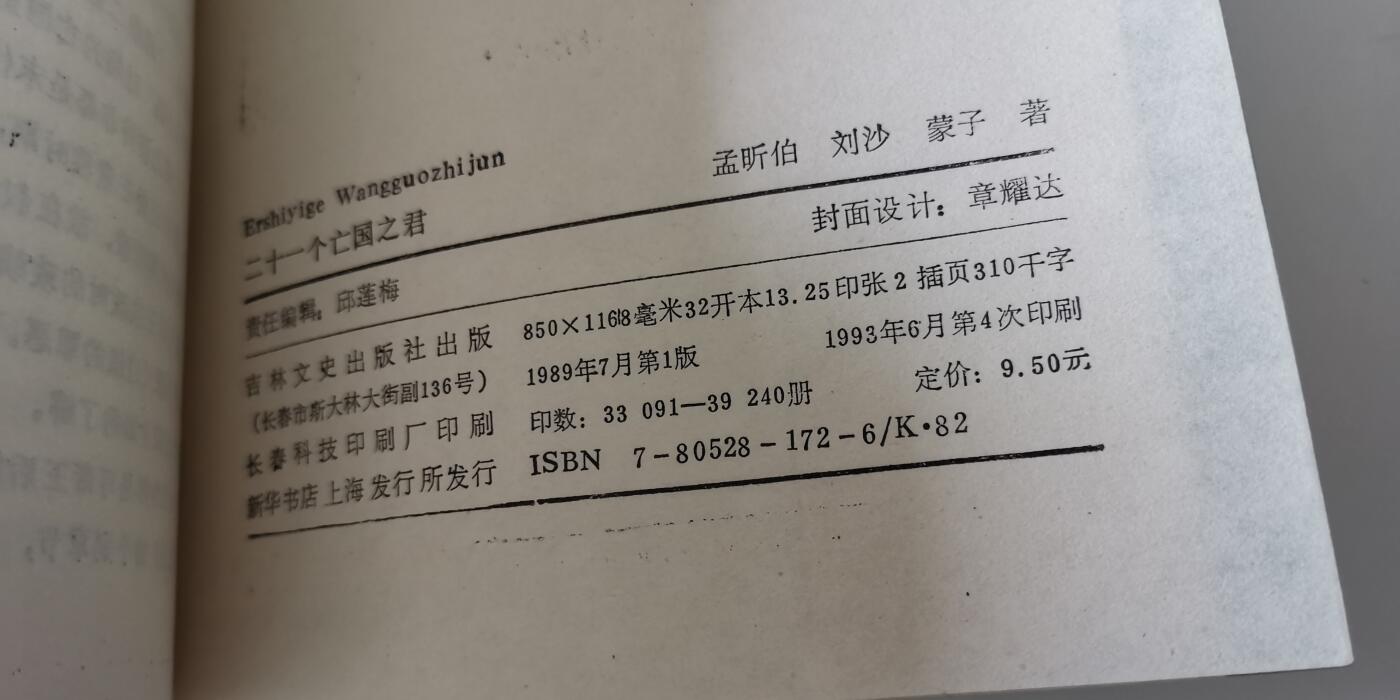 Ershiyige Wangguozhijun
二十一个亡国之君
孟昕伯 刘沙 蒙子 著
责任编辑：邱莲梅
封面设计：章耀达
吉林文史出版社出版
（长春市斯大林大街副136号）
长春科技印刷厂印刷
新华书店上海发行所发行
850×1168毫米32开本13.25印张2插页310千字
1989年7月第1版 1993年6月第4次印刷
印数：33 091—39 240册 定价：9.50元
ISBN 7-80528-172-6/K·82